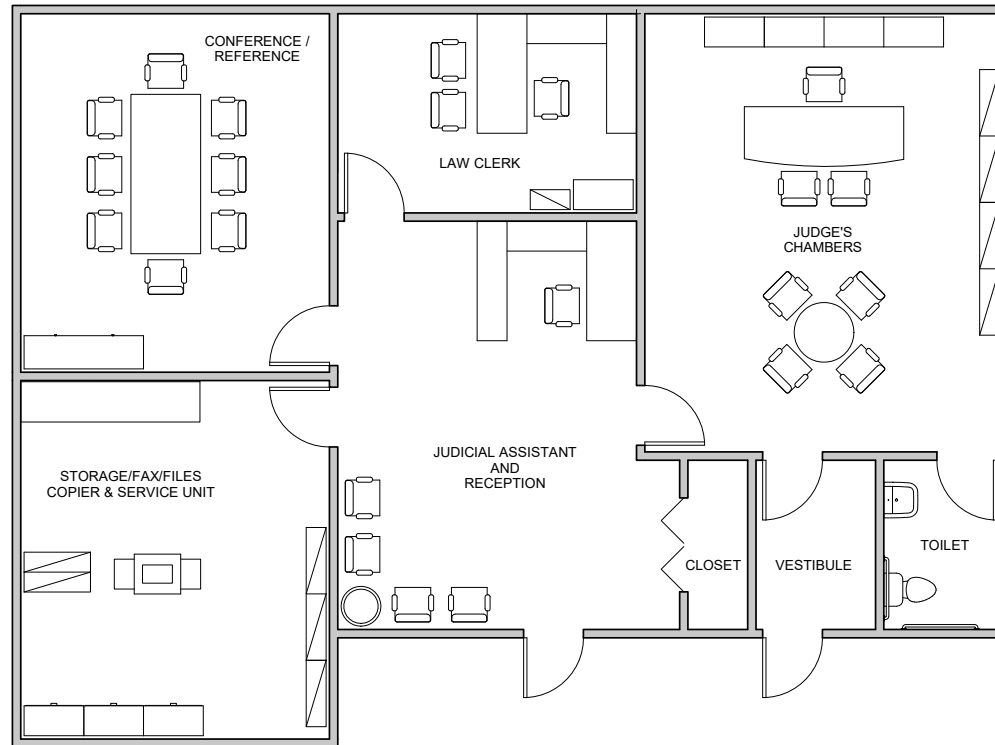 CONFERENCE /
REFERENCE
LAW CLERK
JUDGE'S
CHAMBERS
STORAGE/FAX/FILES
COPIER & SERVICE UNIT
JUDICIAL ASSISTANT
AND
RECEPTION
CLOSET
VESTIBULE
TOILET